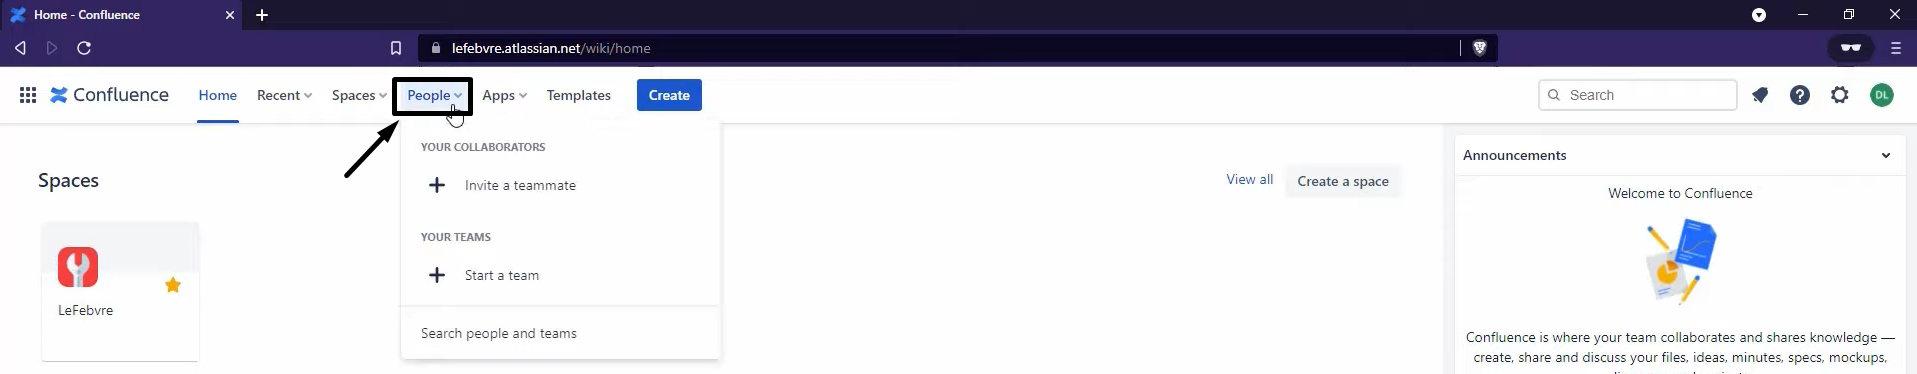 Home - Confluence
lefebvre.atlassian.net/wiki/home
Confluence Home Recent Spaces People Apps Templates Create Search DL
YOUR COLLABORATORS
Invite a teammate
YOUR TEAMS
Start a team
Search people and teams
Spaces
View all Create a space
LeFebvre
Announcements
Welcome to Confluence
Confluence is where your team collaborates and shares knowledge —
create, share and discuss your files, ideas, minutes, specs, mockups,